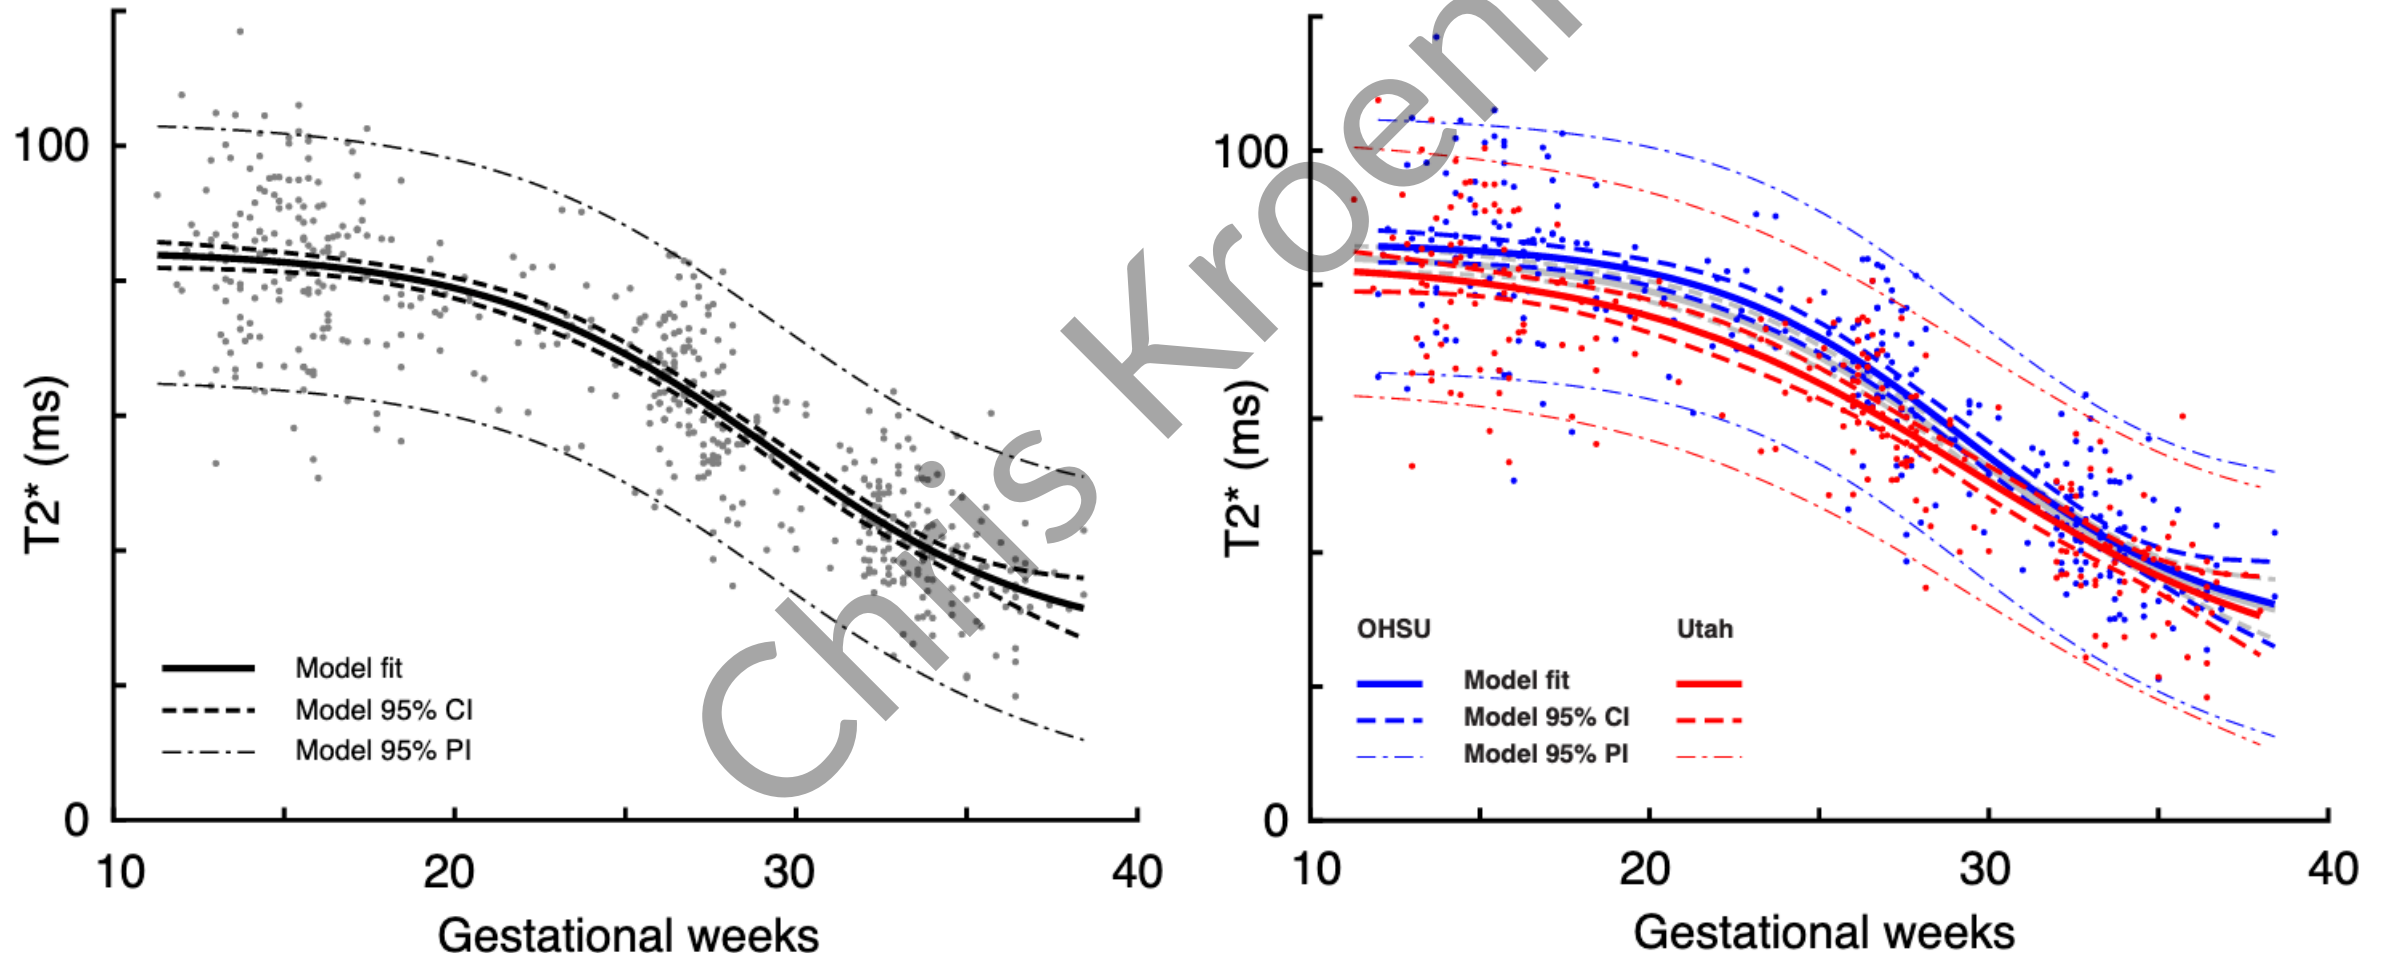 100
0
T2* (ms)
10 20 30 40
Gestational weeks
Model fit
Model 95% CI
Model 95% PI
100
0
T2* (ms)
10 20 30 40
Gestational weeks
OHSU Utah
Model fit
Model 95% CI
Model 95% PI
Chris